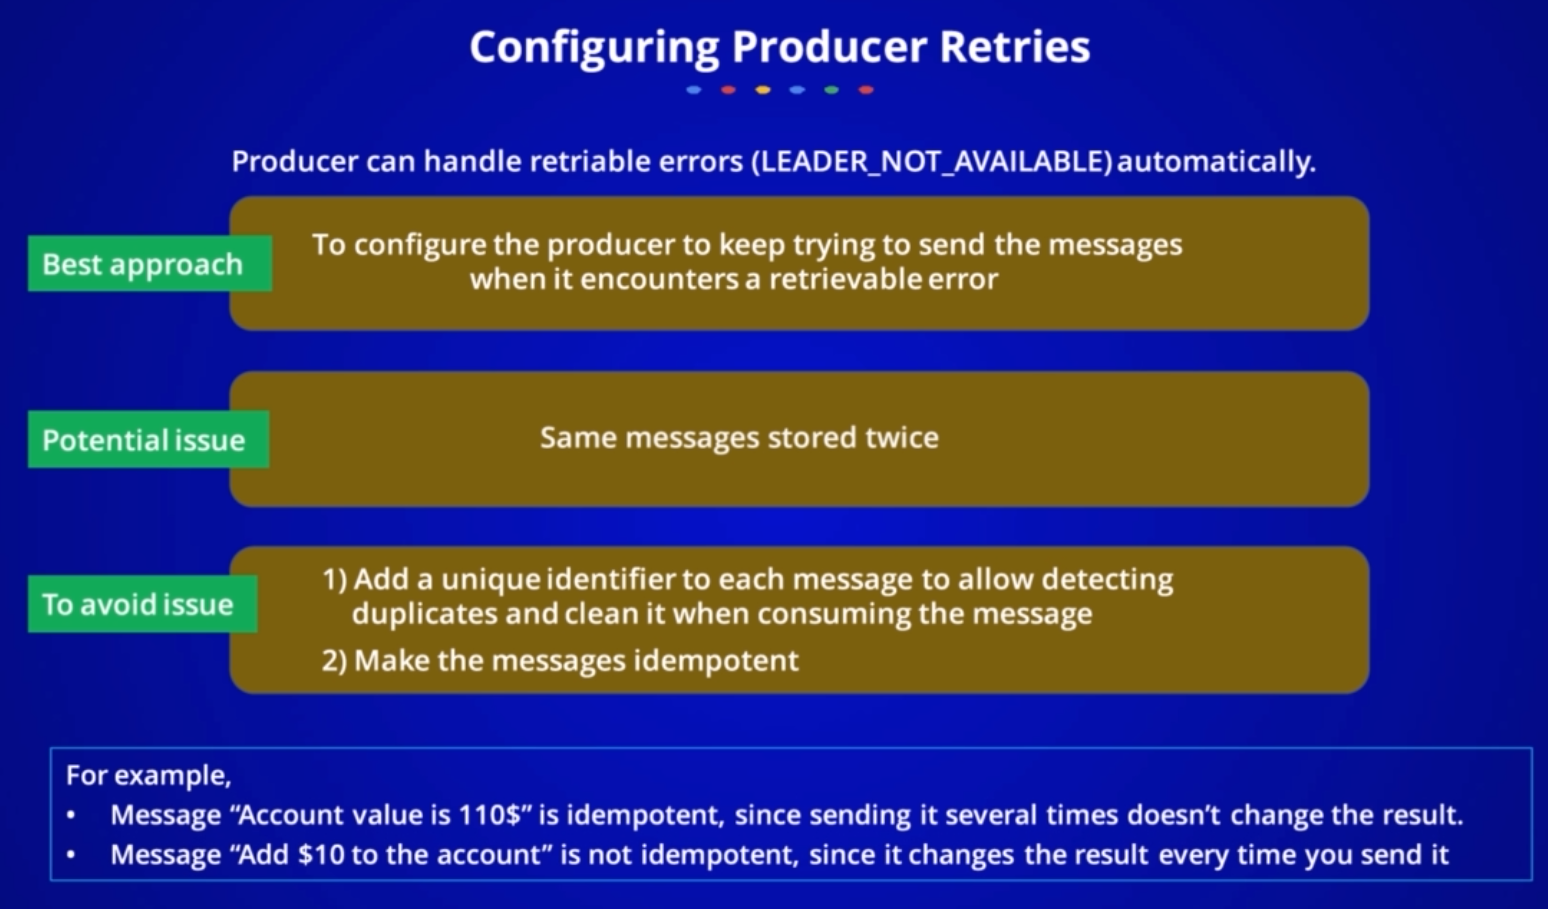 Configuring Producer Retries
Producer can handle retriable errors (LEADER_NOT_AVAILABLE) automatically.
Best approach
To configure the producer to keep trying to send the messages
when it encounters a retrievable error
Potential issue
Same messages stored twice
To avoid issue
1) Add a unique identifier to each message to allow detecting
duplicates and clean it when consuming the message
2) Make the messages idempotent
For example,
• Message “Account value is 110$” is idempotent, since sending it several times doesn’t change the result.
• Message “Add $10 to the account” is not idempotent, since it changes the result every time you send it